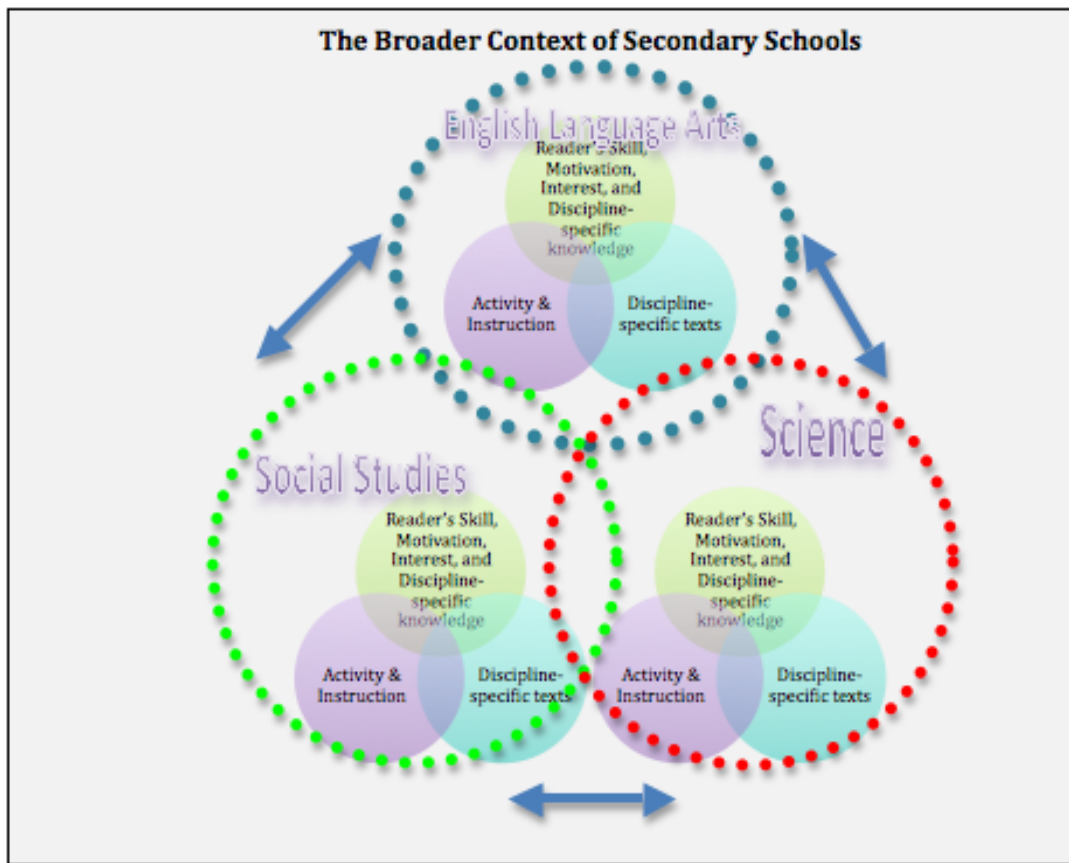 The Broader Context of Secondary Schools
English Language Arts
Reader's Skill,
Motivation,
Interest, and
Discipline-
specific
knowledge
Activity &
Instruction
Discipline-
specific texts
Social Studies
Reader's Skill,
Motivation,
Interest, and
Discipline-
specific
knowledge
Activity &
Instruction
Discipline-
specific texts
Science
Reader's Skill,
Motivation,
Interest, and
Discipline-
specific
knowledge
Activity &
Instruction
Discipline-
specific texts